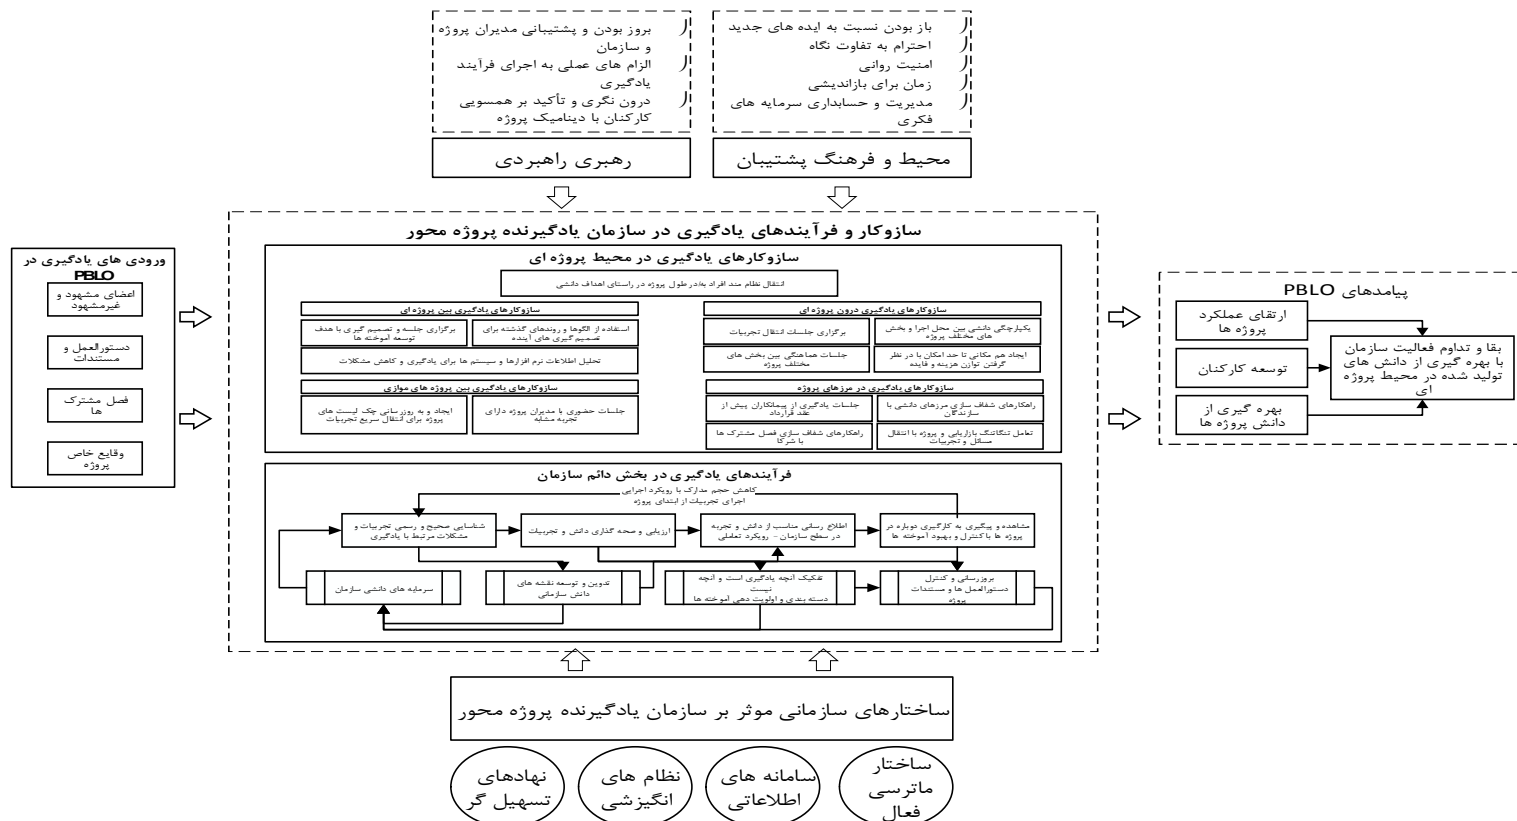 بروز بودن و پشتیبانی مدیران پروژه
و سازمان
الزام های عملی به اجرای فرآیند
یادگیری
درون نگری و تأکید بر همسویی
کارکنان با دینامیک پروژه
باز بودن نسبت به ایده های جدید
احترام به تفاوت نگاه
امنیت روانی
زمان برای بازاندیشی
مدیریت و حسابداری سرمایه های
فکری
رهبری راهبردی
محیط و فرهنگ پشتیبان
ورودی های یادگیری در
PBLO
اعضای مشهود و
غیرمشهود
دستورالعمل و
مستندات
فصل مشترک
ها
وقایع خاص
پروژه
سازوکار و فرآیندهای یادگیری در سازمان یادگیرنده پروژه محور
سازوکارهای یادگیری در محیط پروژه ای
انتقال نظام مند افراد به/در طول پروژه در راستای اهداف دانشی
سازوکارهای یادگیری درون پروژه ای
یکپارچگی دانشی بین محل اجرا و بخش
های مختلف پروژه
برگزاری جلسات انتقال تجربیات
ایجاد هم مکانی تا حد امکان با در نظر
گرفتن توازن هزینه و فایده
جلسات هماهنگی بین بخش های
مختلف پروژه
سازوکارهای یادگیری بین پروژه ای
استفاده از الگوها و روندهای گذشته برای
تصمیم گیری های آینده
برگزاری جلسه و تصمیم گیری با هدف
توسعه آموخته ها
تحلیل اطلاعات نرم افزارها و سیستم ها برای یادگیری و کاهش مشکلات
سازوکارهای یادگیری در مرزهای پروژه
راهکارهای شفاف سازی مرزهای دانشی با
سازندگان
جلسات یادگیری از پیمانکاران پیش از
عقد قرارداد
تعامل تنگاتنگ بازاریابی و پروژه با انتقال
مسائل و تجربیات
راهکارهای شفاف سازی فصل مشترک ها
با شرکا
سازوکارهای یادگیری بین پروژه های موازی
جلسات حضوری با مدیران پروژه دارای
تجربه مشابه
ایجاد و به روزرسانی چک لیست های
پروژه برای انتقال سریع تجربیات
فرآیندهای یادگیری در بخش دائم سازمان
کاهش حجم مدارک با رویکرد اجرایی
اجرای تجربیات از ابتدای پروژه
شناسایی صحیح و رسمی تجربیات و
مشکلات مرتبط با یادگیری
ارزیابی و صحه گذاری دانش و تجربیات
اطلاع رسانی مناسب از دانش و تجربه
در سطح سازمان - رویکرد تعاملی
مشاهده و پیگیری به کارگیری دوباره در
پروژه ها با کنترل و بهبود آموخته ها
سرمایه های دانشی سازمان
تدوین و توسعه نقشه های
دانش سازمانی
تفکیک آنچه یادگیری است و آنچه
نیست
دسته بندی و اولویت دهی آموخته ها
بروزرسانی و کنترل
دستورالعمل ها و مستندات
پروژه
پیامدهای PBLO
ارتقای عملکرد
پروژه ها
توسعه کارکنان
بهره گیری از
دانش پروژه ها
بقا و تداوم فعالیت سازمان
با بهره گیری از دانش های
تولید شده در محیط پروژه
ای
ساختارهای سازمانی موثر بر سازمان یادگیرنده پروژه محور
ساختار
ماترسی
فعال
سامانه های
اطلاعاتی
نظام های
انگیزشی
نهادهای
تسهیل گر